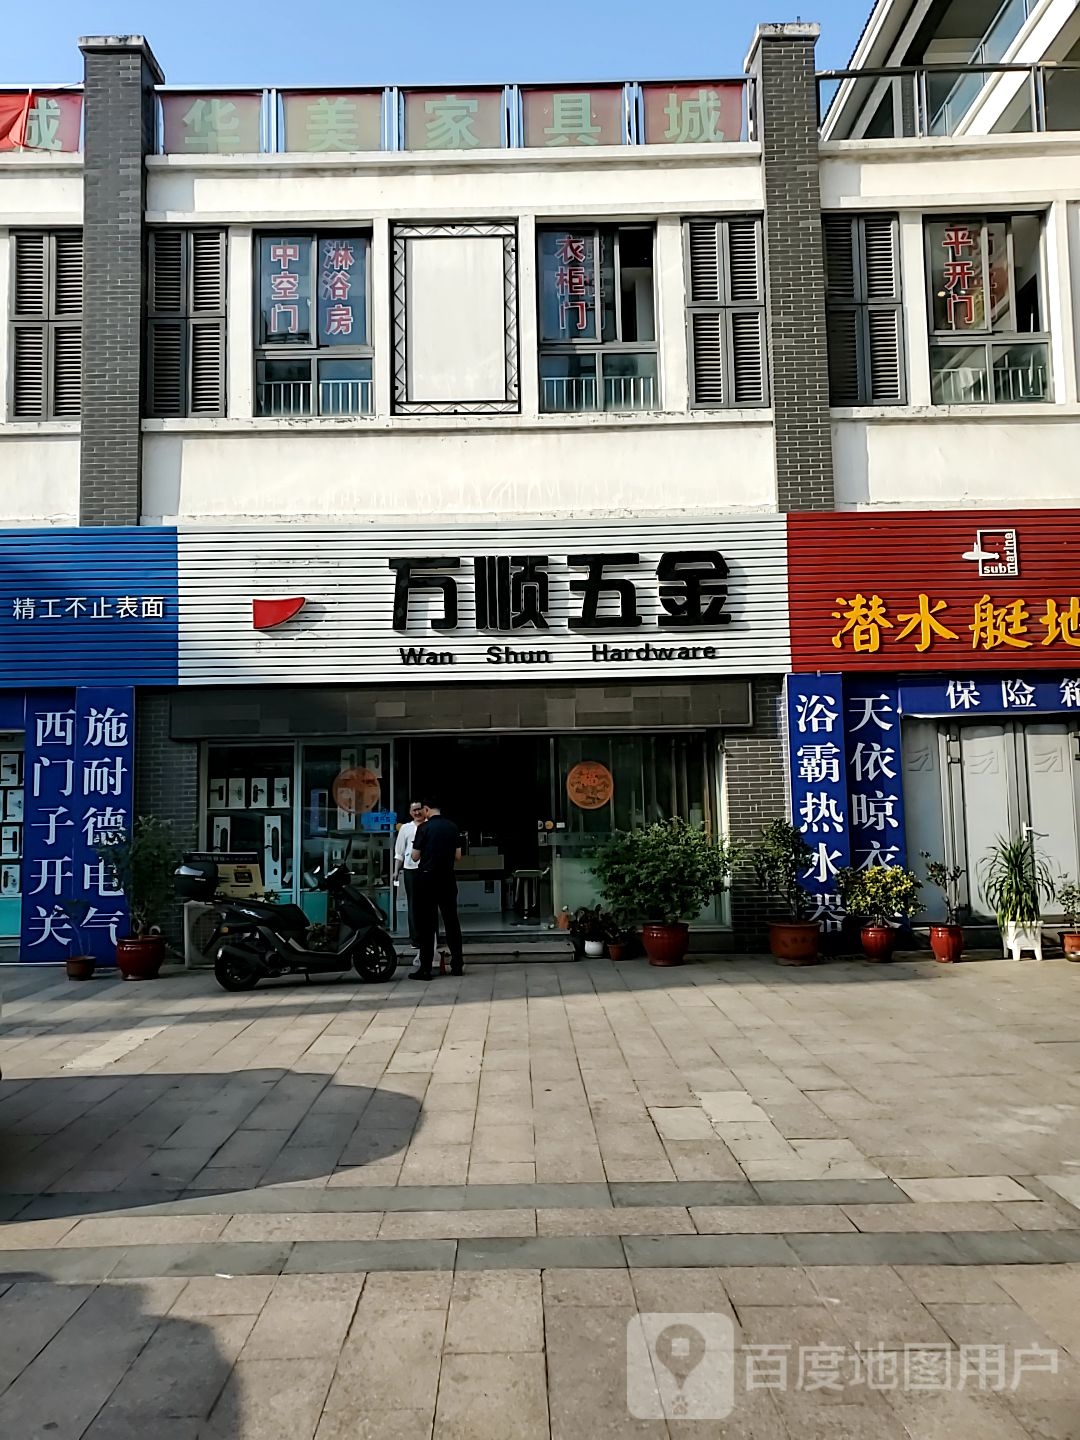 城 华美家具城
中空门
淋浴房
衣柜门
平开门
精工不止表面
万顺五金
Wan Shun Hardware
submarine
潜水艇地
西门子开关
施耐德电气
浴霸热水器
天依晾衣
保险箱
百度地图用户